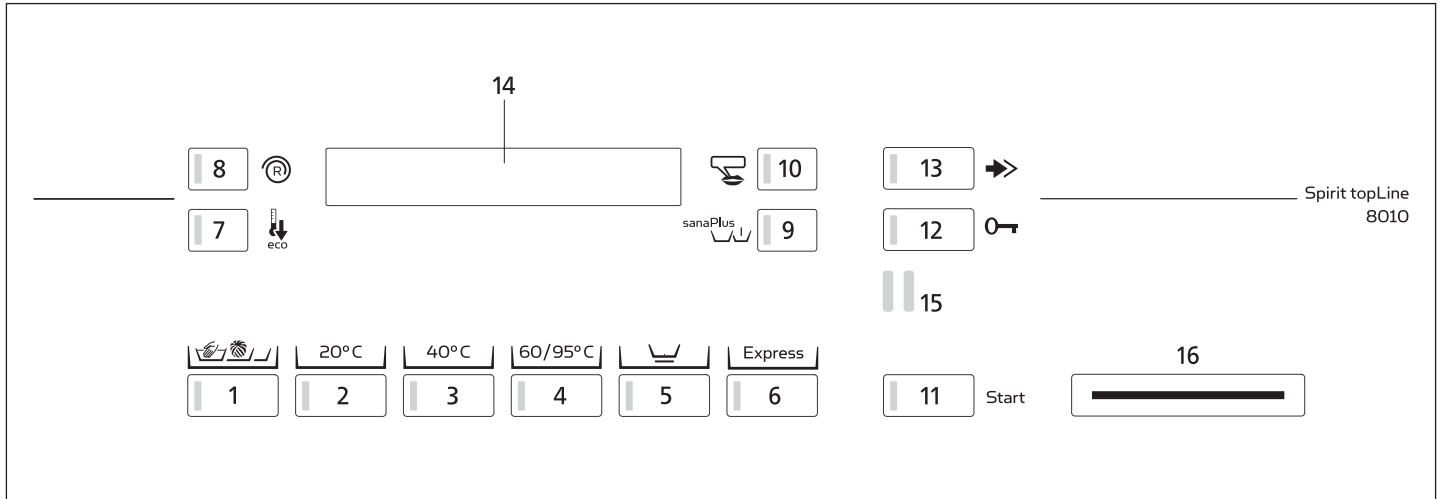 14
8 R 10 13
Spirit topLine
8010
7 eco sanaPlus 9 12
15
20°C 40°C 60/95°C Express 16
1 2 3 4 5 6 11 Start